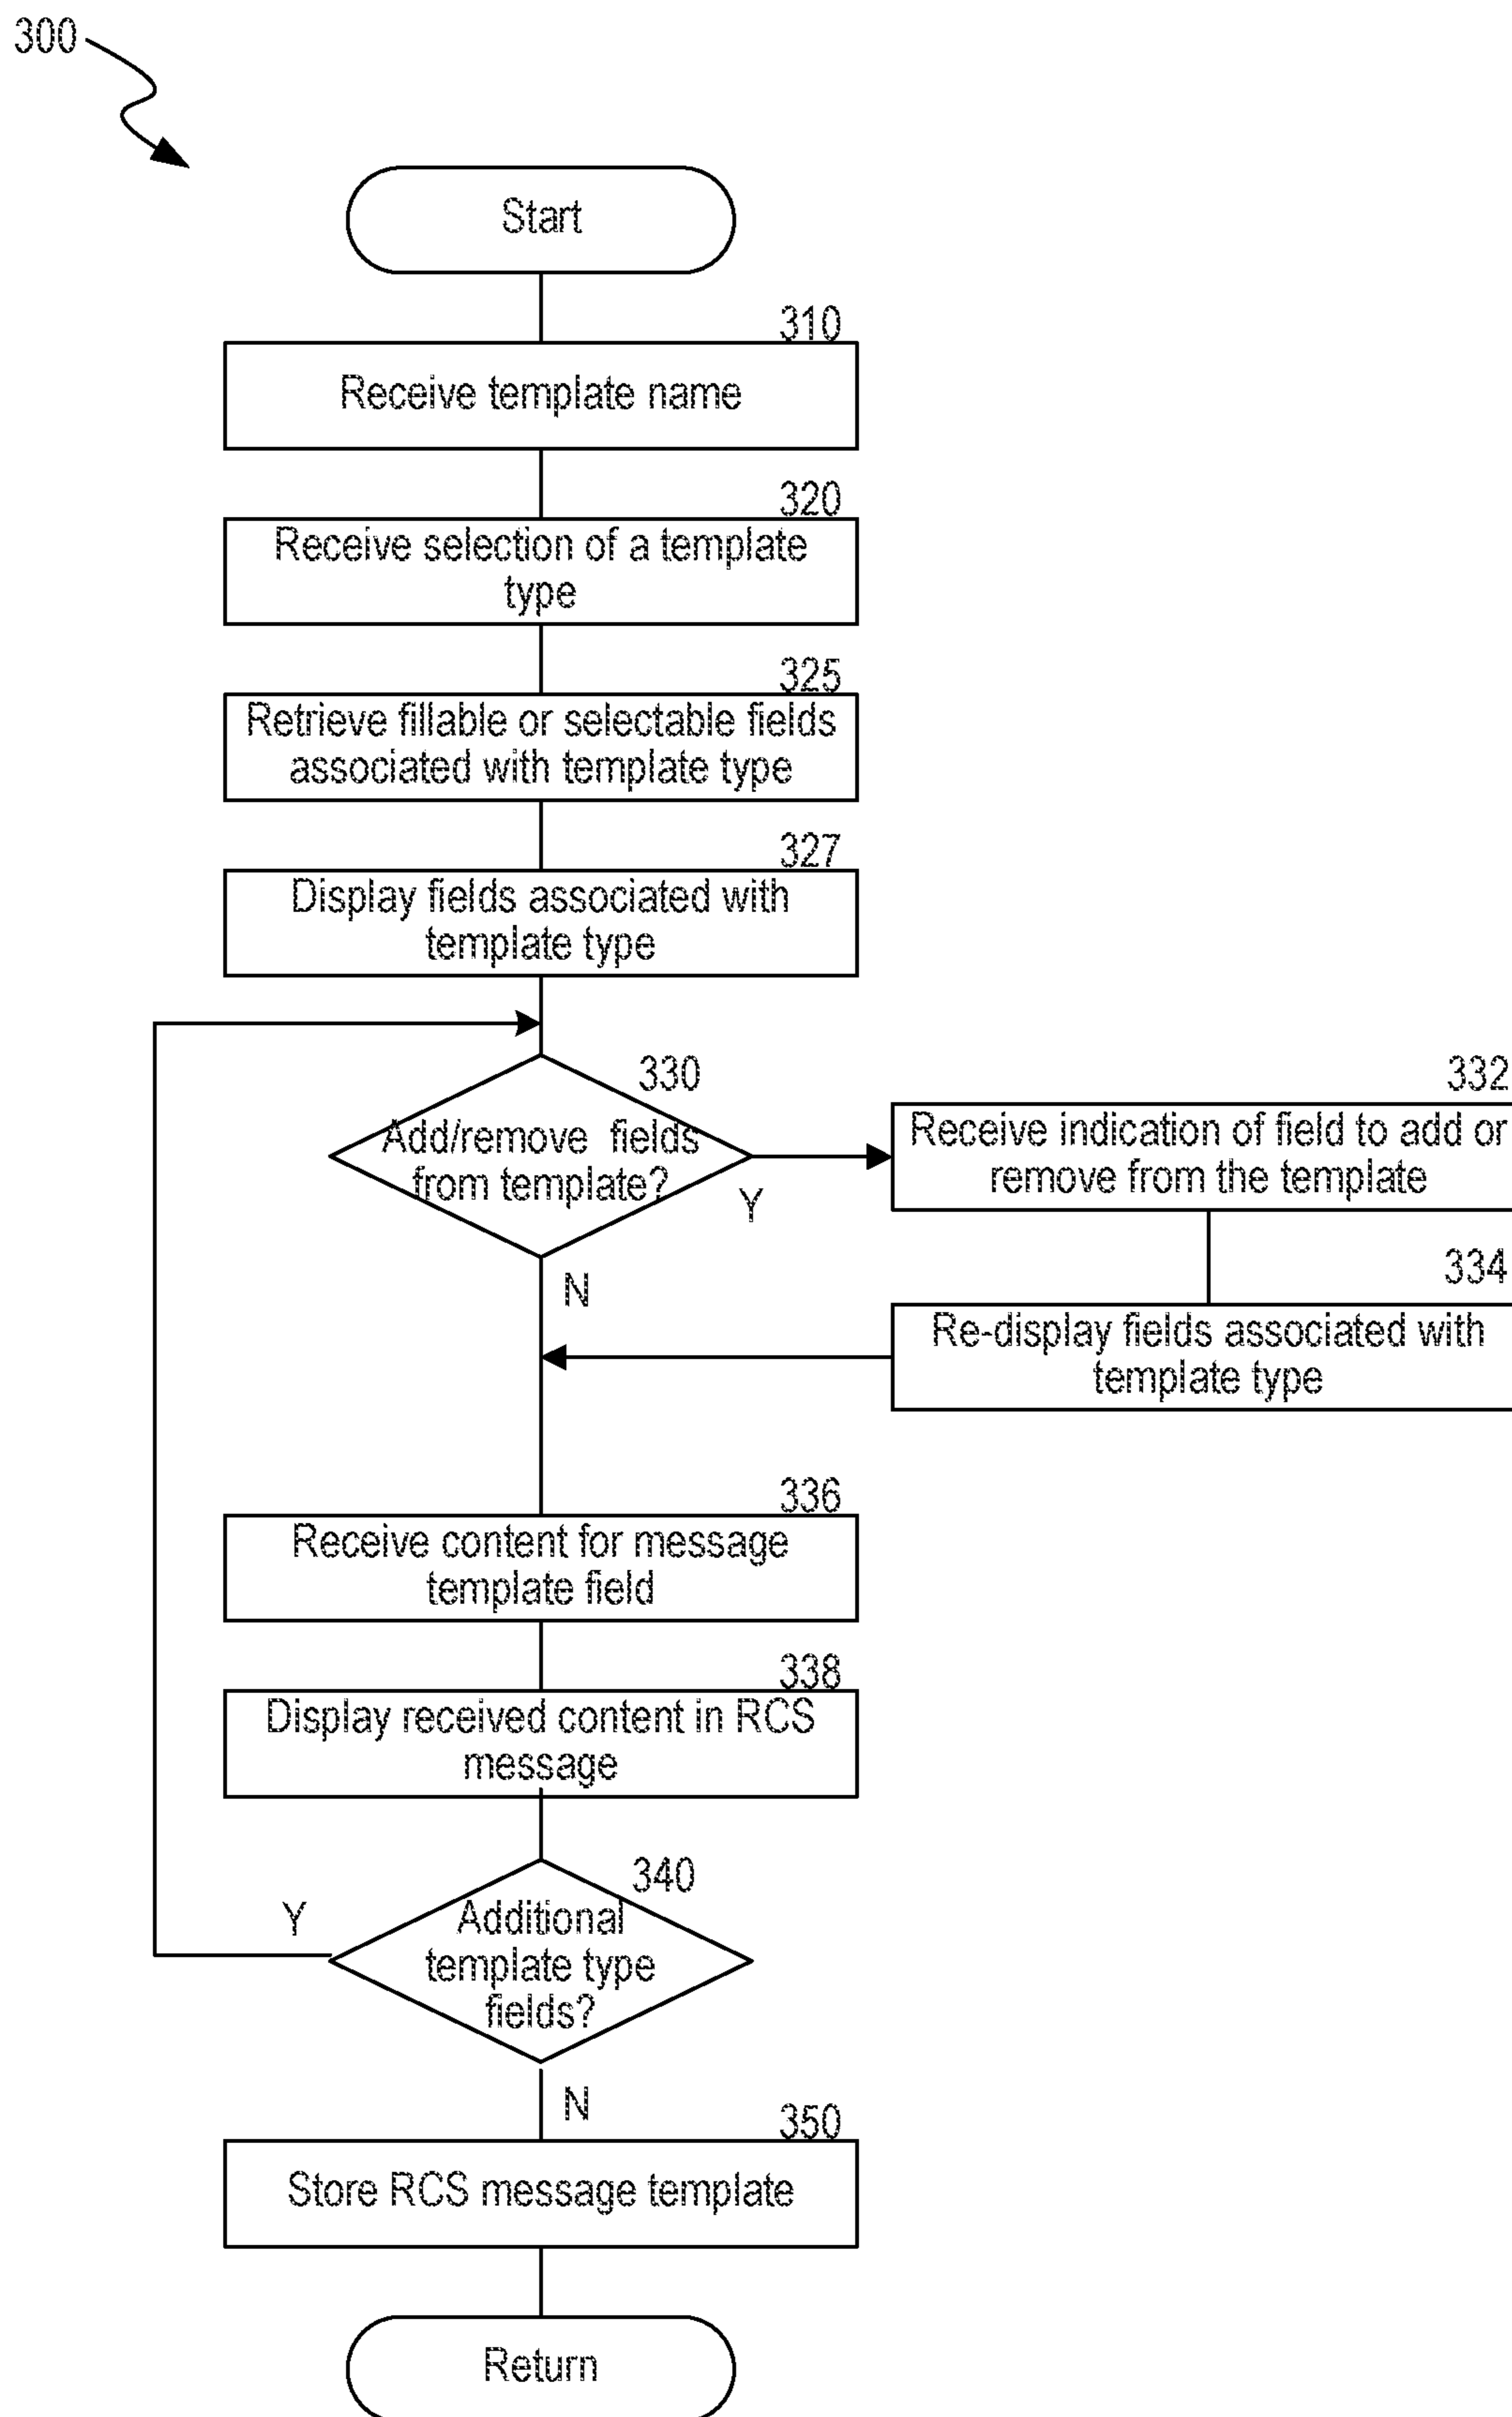 300
Start
310
Receive template name
320
Receive selection of a template
type
325
Retrieve fillable or selectable fields
associated with template type
327
Display fields associated with
template type
330
Add/remove fields
from template?
Y
N
332
Receive indication of field to add or
remove from the template
334
Re-display fields associated with
template type
336
Receive content for message
template field
338
Display received content in RCS
message
340
Additional
template type
fields?
Y
N
350
Store RCS message template
Return